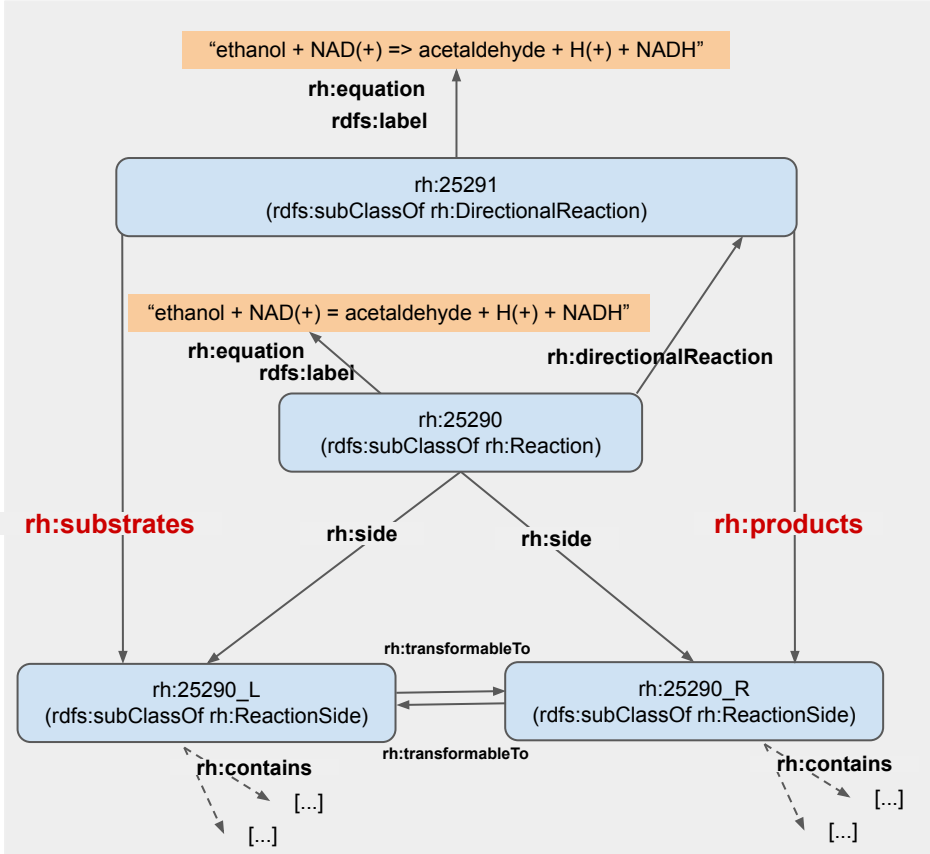 “ethanol + NAD(+) => acetaldehyde + H(+) + NADH”
rh:equation
rdfs:label
rh:25291
(rdfs:subClassOf rh:DirectionalReaction)
“ethanol + NAD(+) = acetaldehyde + H(+) + NADH”
rh:equation
rdfs:label
rh:directionalReaction
rh:25290
(rdfs:subClassOf rh:Reaction)
rh:substrates
rh:side
rh:side
rh:products
rh:transformableTo
rh:25290_L
(rdfs:subClassOf rh:ReactionSide)
rh:25290_R
(rdfs:subClassOf rh:ReactionSide)
rh:transformableTo
rh:contains
[...]
[...]
rh:contains
[...]
[...]